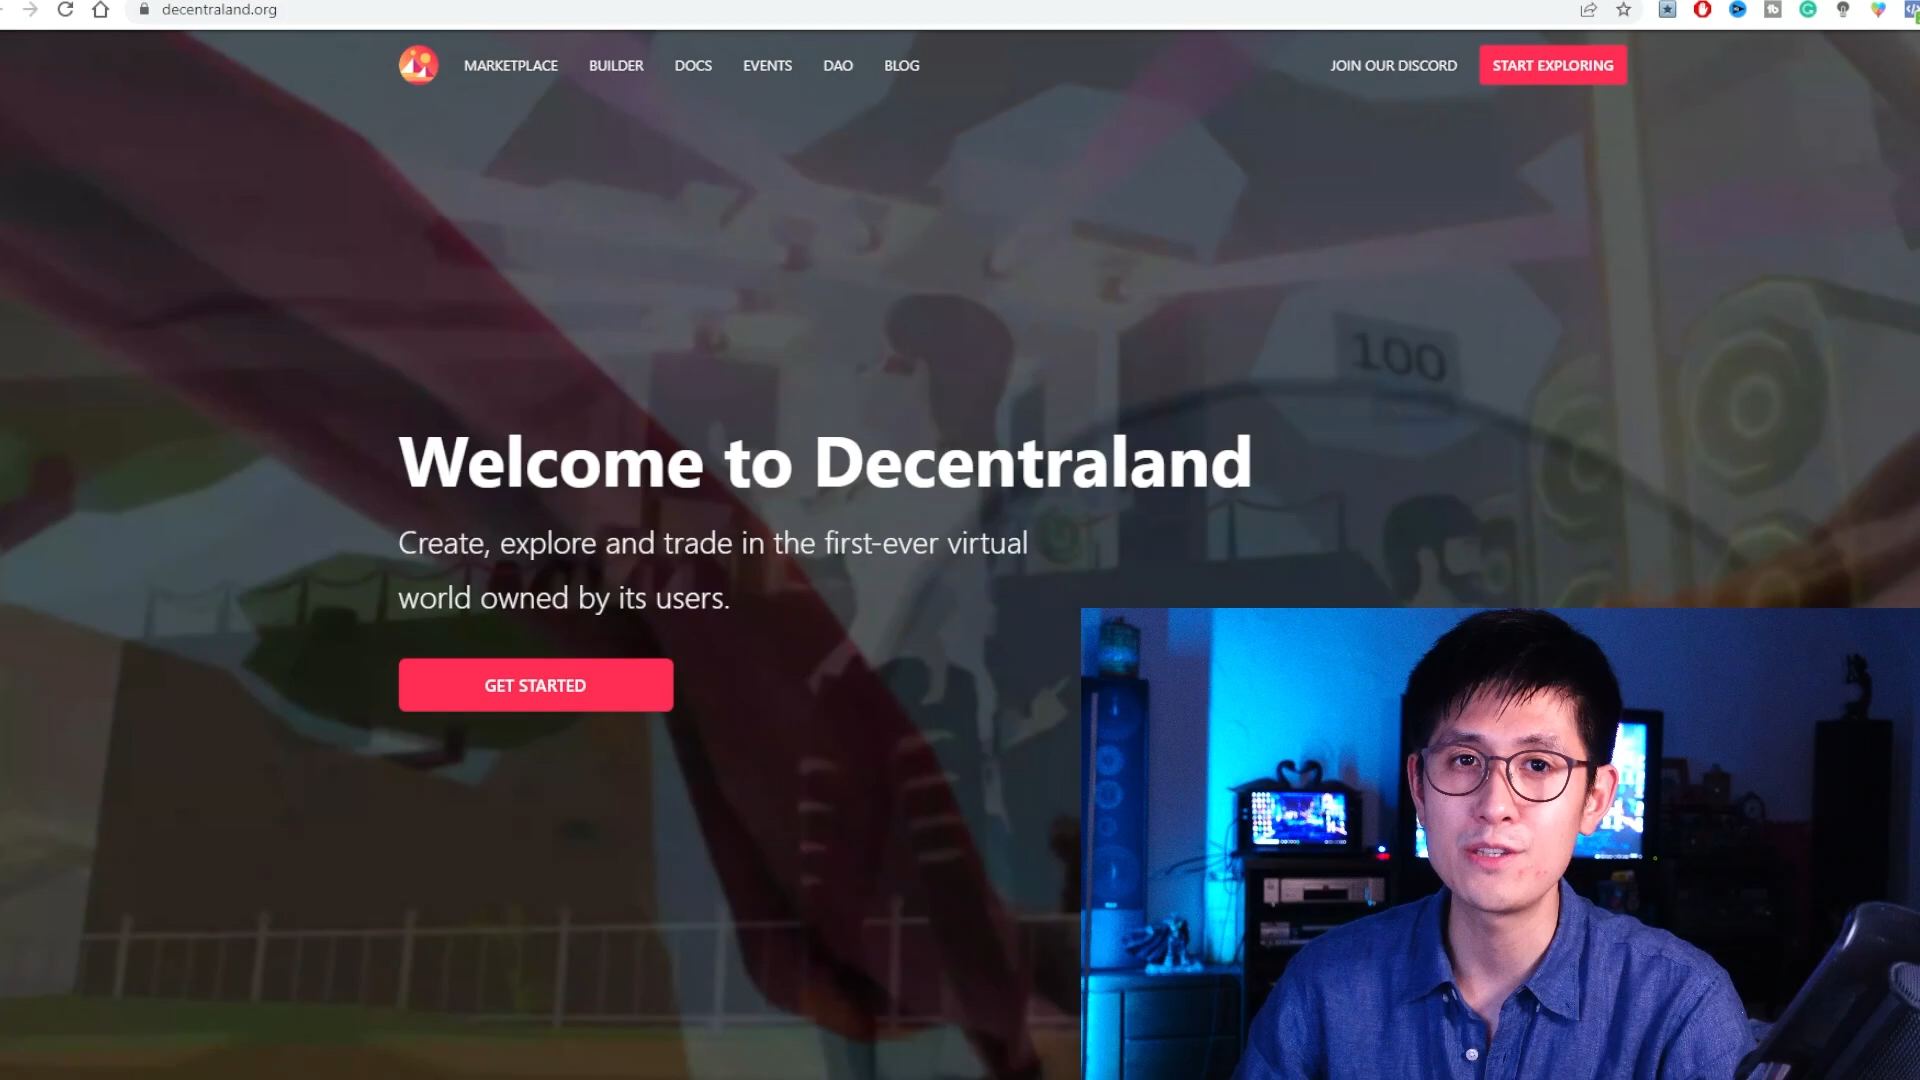 decentraland.org
MARKETPLACE BUILDER DOCS EVENTS DAO BLOG JOIN OUR DISCORD START EXPLORING
100
Welcome to Decentraland
Create, explore and trade in the first-ever virtual
world owned by its users.
GET STARTED